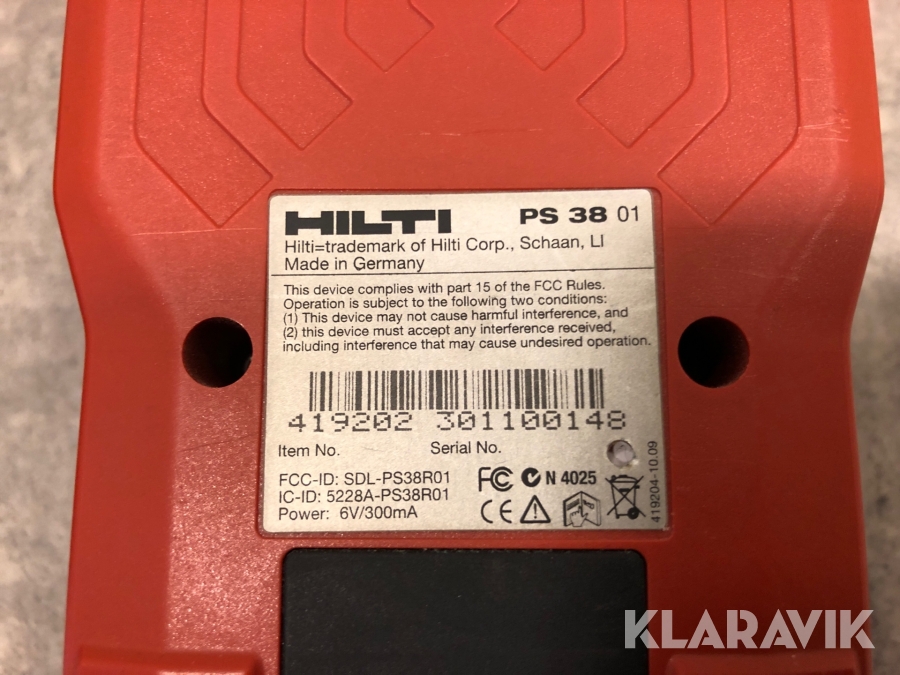 HILTI PS 38 01
Hilti=trademark of Hilti Corp., Schaan, LI
Made in Germany
This device complies with part 15 of the FCC Rules.
Operation is subject to the following two conditions:
(1) This device may not cause harmful interference, and
(2) this device must accept any interference received,
including interference that may cause undesired operation.
419202 301100148
Item No. Serial No.
FCC-ID: SDL-PS38R01 FC N 4025
IC-ID: 5228A-PS38R01
Power: 6V/300mA CE
419204-10.09
KLARAVIK